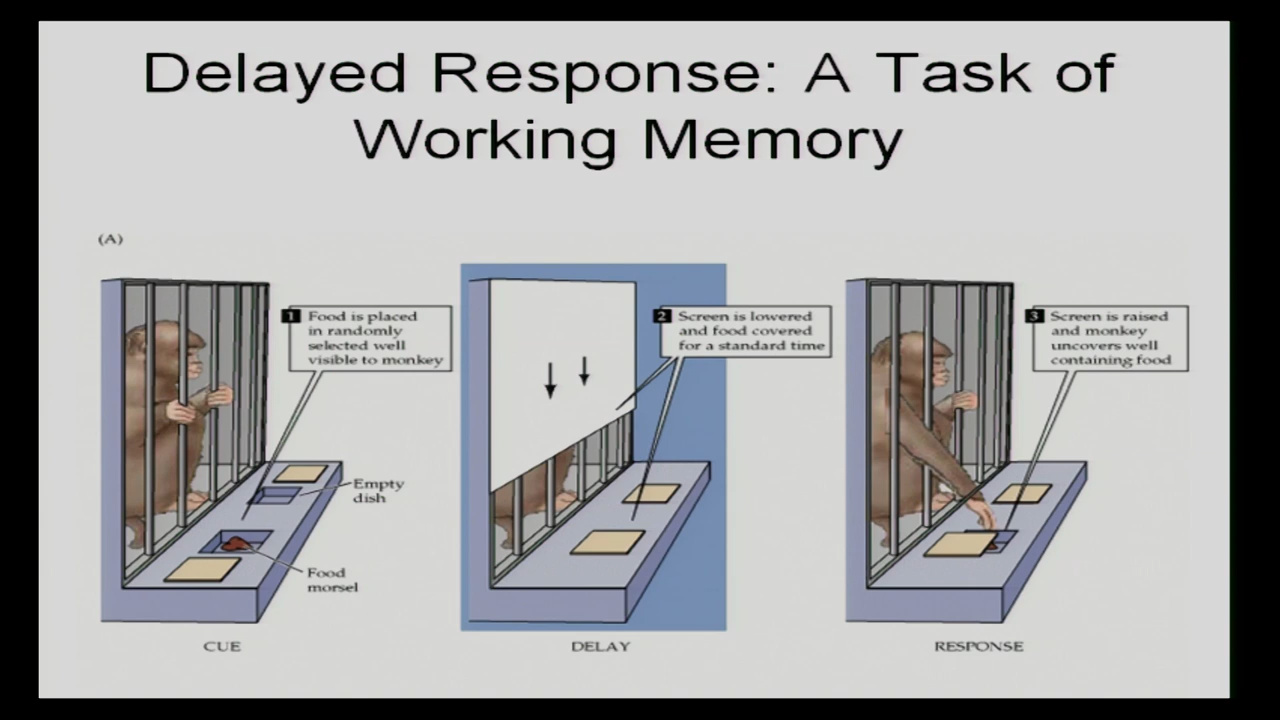 Delayed Response: A Task of
Working Memory
(A)
1 Food is placed
in randomly
selected well
visible to monkey
Empty
dish
Food
morsel
CUE
2 Screen is lowered
and food covered
for a standard time
DELAY
3 Screen is raised
and monkey
uncovers well
containing food
RESPONSE